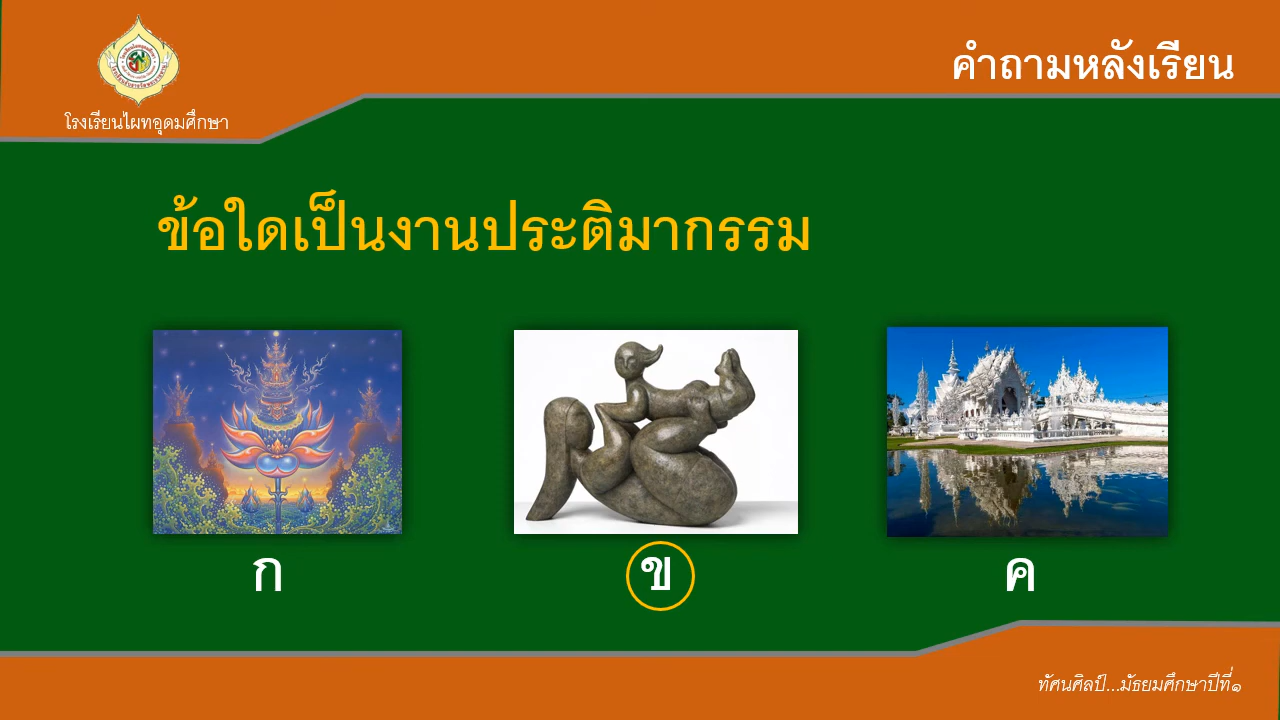 คำถามหลังเรียน
โรงเรียนไผทอุดมศึกษา
ข้อใดเป็นงานประติมากรรม
ก
ข
ค
ทัศนศิลป์...มัธยมศึกษาปีที่๑